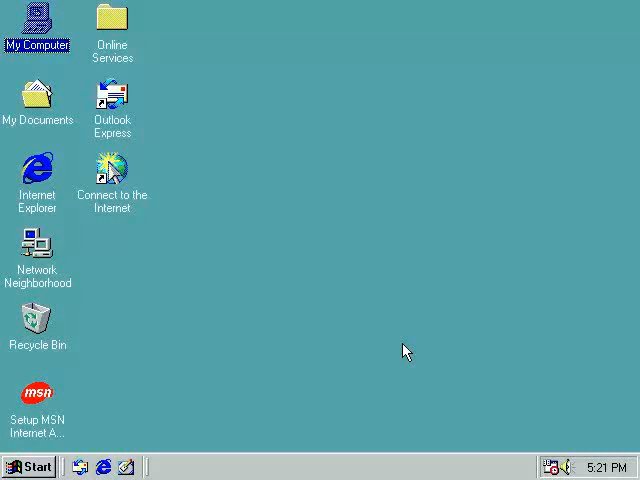 My Computer
Online
Services
My Documents
Outlook
Express
Internet
Explorer
Connect to the
Internet
Network
Neighborhood
Recycle Bin
msn
Setup MSN
Internet A...
Start
5:21 PM